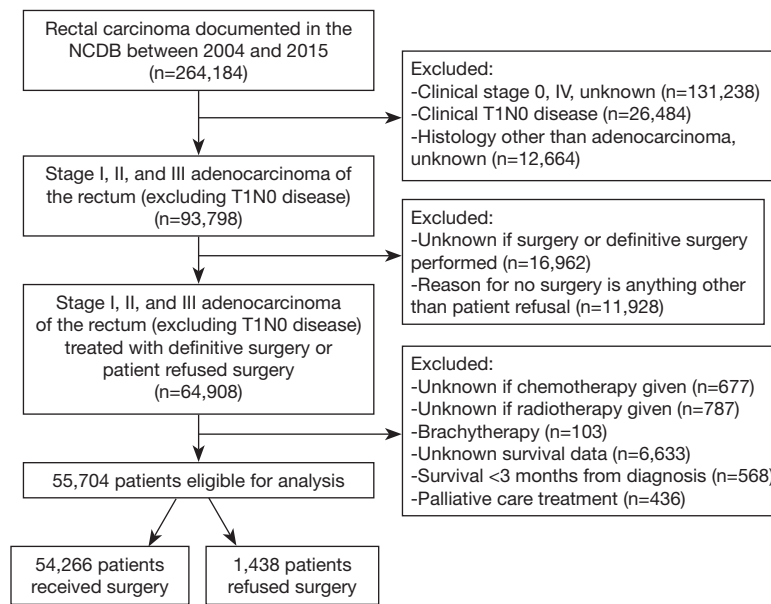 Rectal carcinoma documented in the
NCDB between 2004 and 2015
(n=264,184)
Excluded:
-Clinical stage 0, IV, unknown (n=131,238)
-Clinical T1N0 disease (n=26,484)
-Histology other than adenocarcinoma,
unknown (n=12,664)
Stage I, II, and III adenocarcinoma of
the rectum (excluding T1N0 disease)
(n=93,798)
Excluded:
-Unknown if surgery or definitive surgery
performed (n=16,962)
-Reason for no surgery is anything other
than patient refusal (n=11,928)
Stage I, II, and III adenocarcinoma
of the rectum (excluding T1N0 disease)
treated with definitive surgery or
patient refused surgery
(n=64,908)
Excluded:
-Unknown if chemotherapy given (n=677)
-Unknown if radiotherapy given (n=787)
-Brachytherapy (n=103)
-Unknown survival data (n=6,633)
-Survival <3 months from diagnosis (n=568)
-Palliative care treatment (n=436)
55,704 patients eligible for analysis
54,266 patients
received surgery
1,438 patients
refused surgery